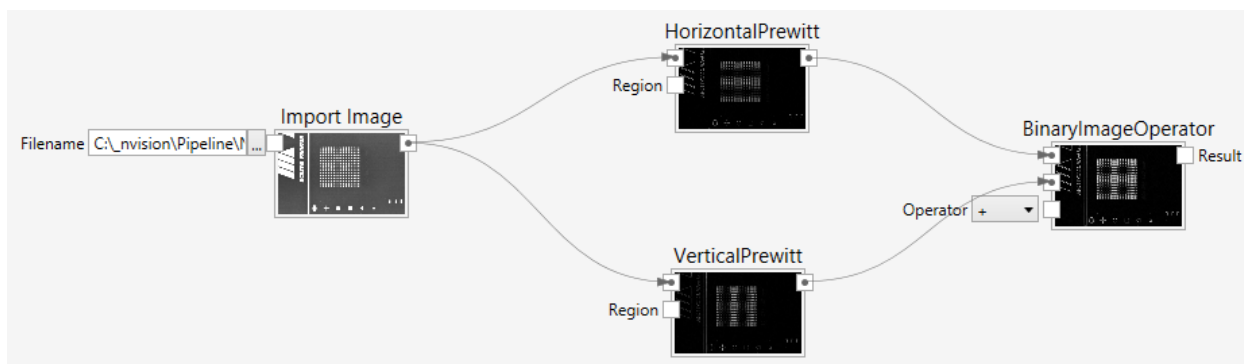 HorizontalPrewitt
Region
Import Image
Filename C:\_nvision\Pipeline\ ...
BinaryImageOperator
Result
Operator +
VerticalPrewitt
Region